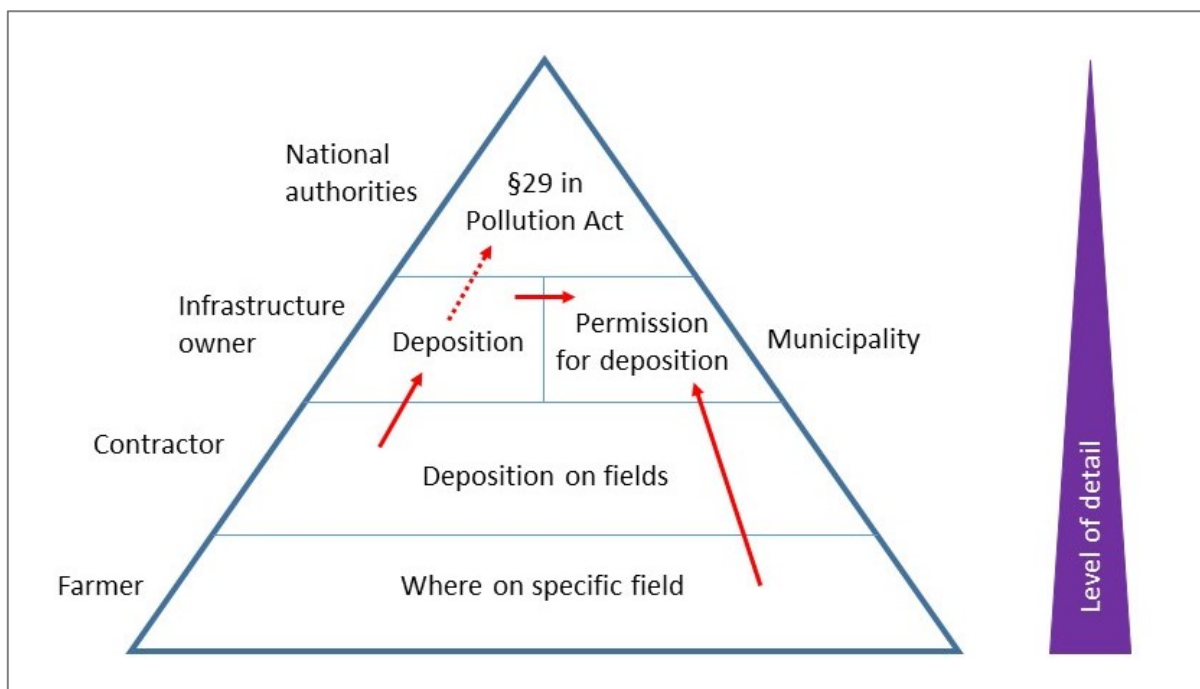 National
authorities
§29 in
Pollution Act
Infrastructure
owner
Deposition
Permission
for deposition
Municipality
Contractor
Deposition on fields
Farmer
Where on specific field
Level of detail